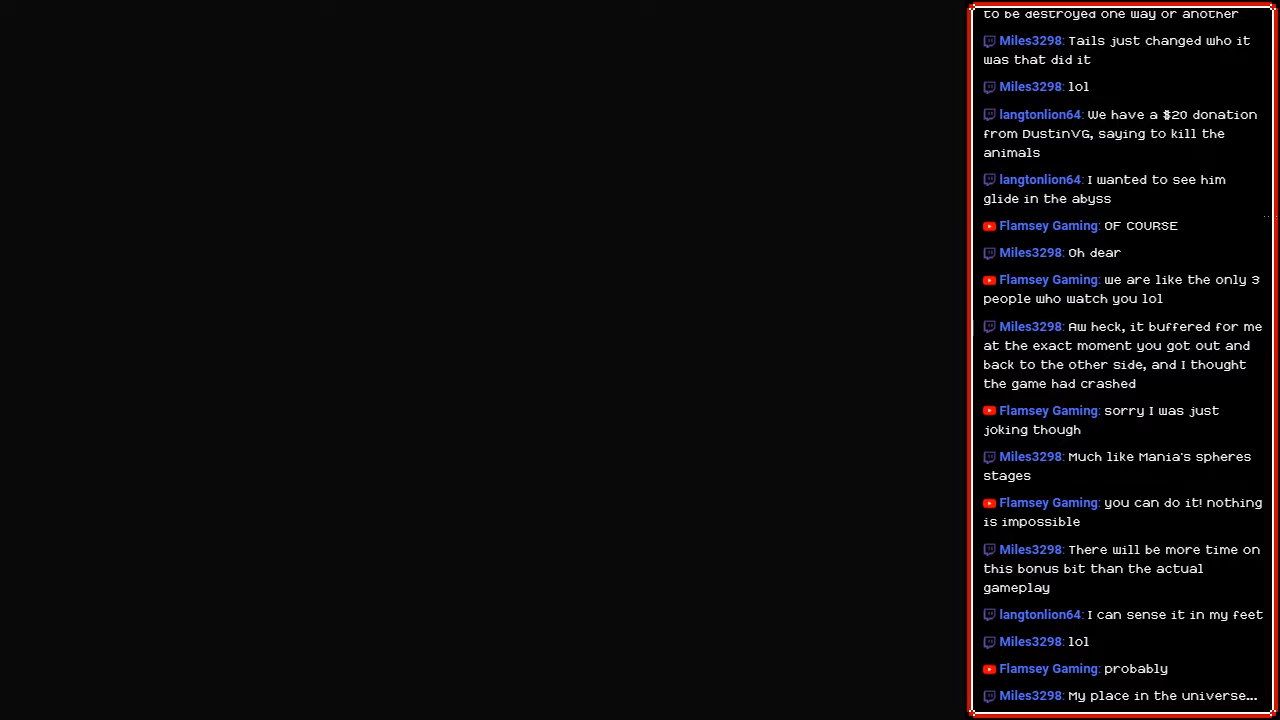 to be destroyed one way or another
Miles3298: Tails just changed who it
was that did it
Miles3298: lol
langtonlion64: We have a $20 donation
from DustinVG, saying to kill the
animals
langtonlion64: I wanted to see him
glide in the abyss
Flamsey Gaming: OF COURSE
Miles3298: Oh dear
Flamsey Gaming: we are like the only 3
people who watch you lol
Miles3298: Aw heck, it buffered for me
at the exact moment you got out and
back to the other side, and I thought
the game had crashed
Flamsey Gaming: sorry I was just
joking though
Miles3298: Much like Mania's spheres
stages
Flamsey Gaming: you can do it! nothing
is impossible
Miles3298: There will be more time on
this bonus bit than the actual
gameplay
langtonlion64: I can sense it in my feet
Miles3298: lol
Flamsey Gaming: probably
Miles3298: My place in the universe...